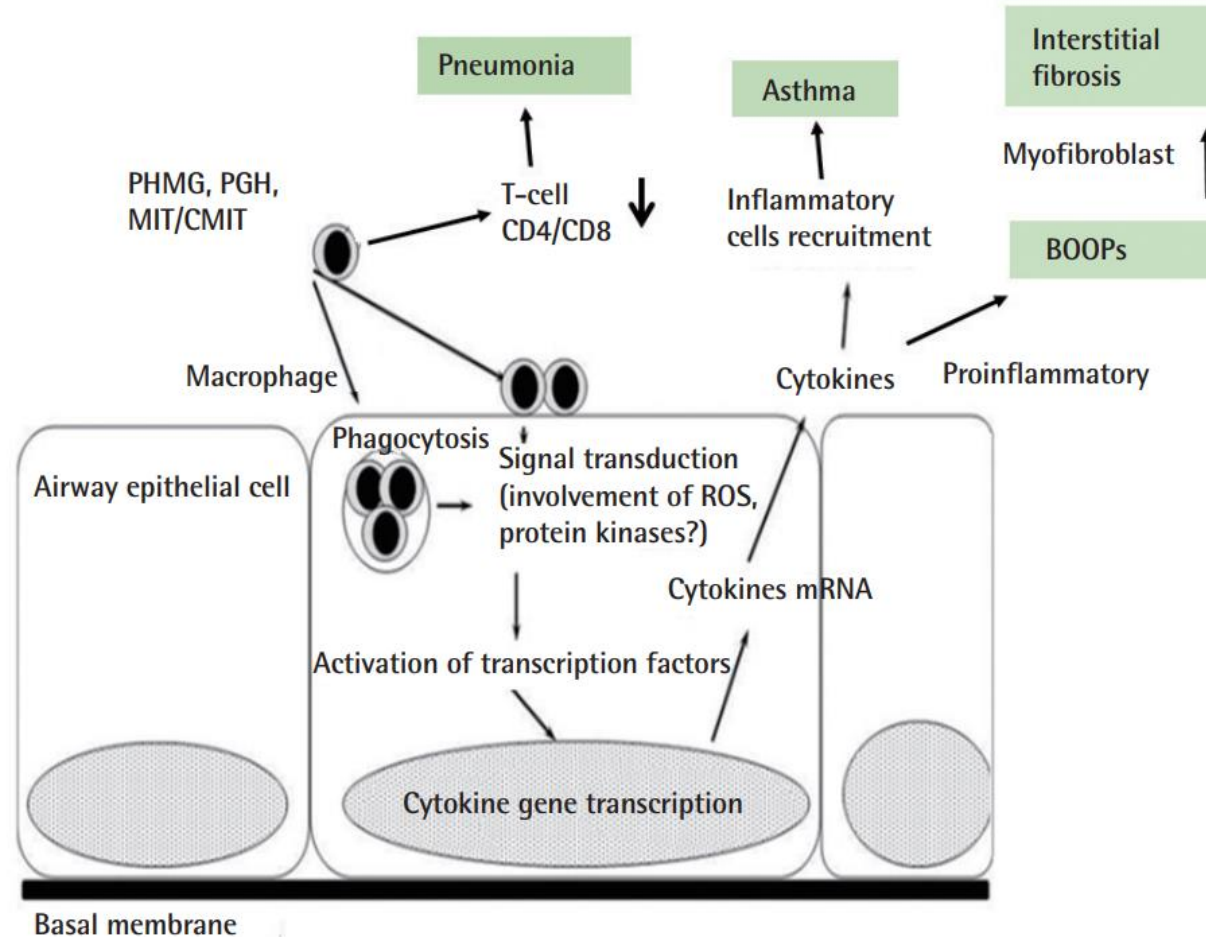 Pneumonia
Asthma
Interstitial
fibrosis
Myofibroblast
BOOPs
PHMG, PGH,
MIT/CMIT
T-cell
CD4/CD8
Inflammatory
cells recruitment
Macrophage
Cytokines
Proinflammatory
Airway epithelial cell
Phagocytosis
Signal transduction
(involvement of ROS,
protein kinases?)
Cytokines mRNA
Activation of transcription factors
Cytokine gene transcription
Basal membrane